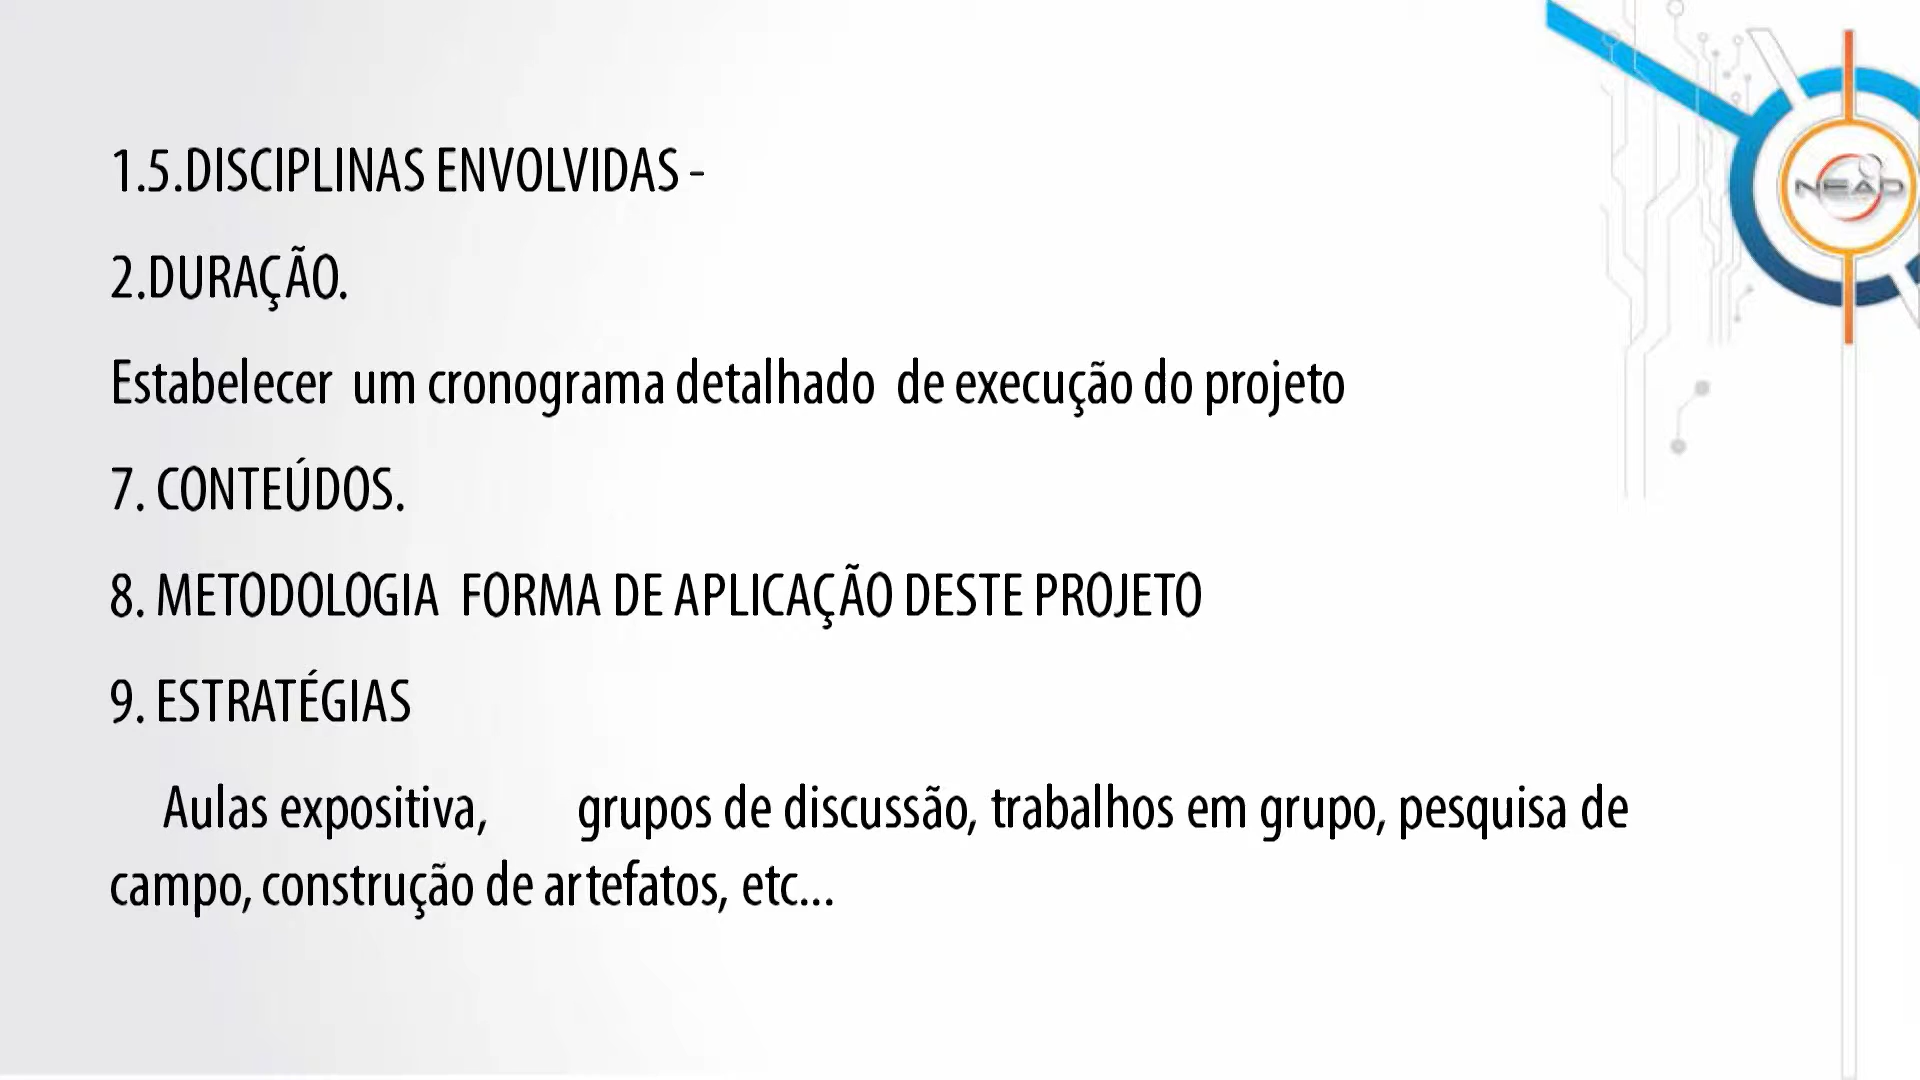 1.5.DISCIPLINAS ENVOLVIDAS -
2.DURAÇÃO.
Estabelecer um cronograma detalhado de execução do projeto
7. CONTEÚDOS.
8. METODOLOGIA FORMA DE APLICAÇÃO DESTE PROJETO
9. ESTRATÉGIAS
Aulas expositiva, grupos de discussão, trabalhos em grupo, pesquisa de
campo, construção de artefatos, etc...
NEAD